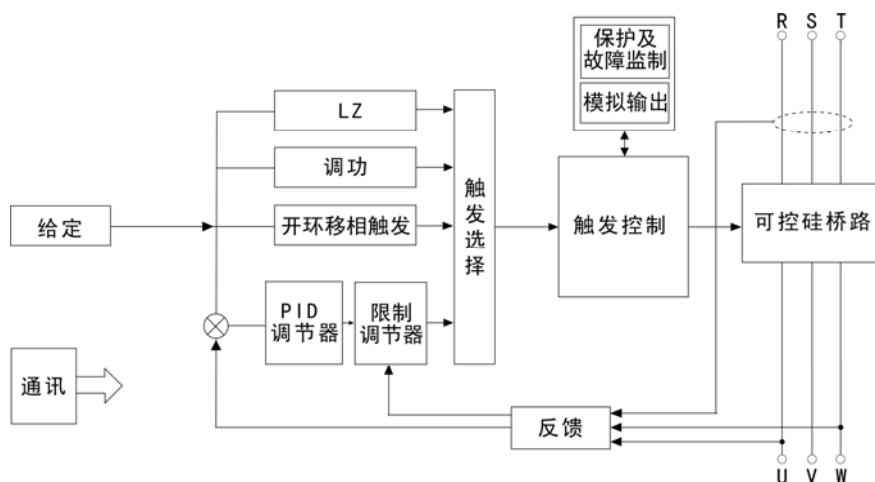 R S T
保护及
故障监制
模拟输出
LZ
调功
开环移相触发
给定
触发选择
触发控制
可控硅桥路
PID
调节器
限制
调节器
通讯
反馈
U V W